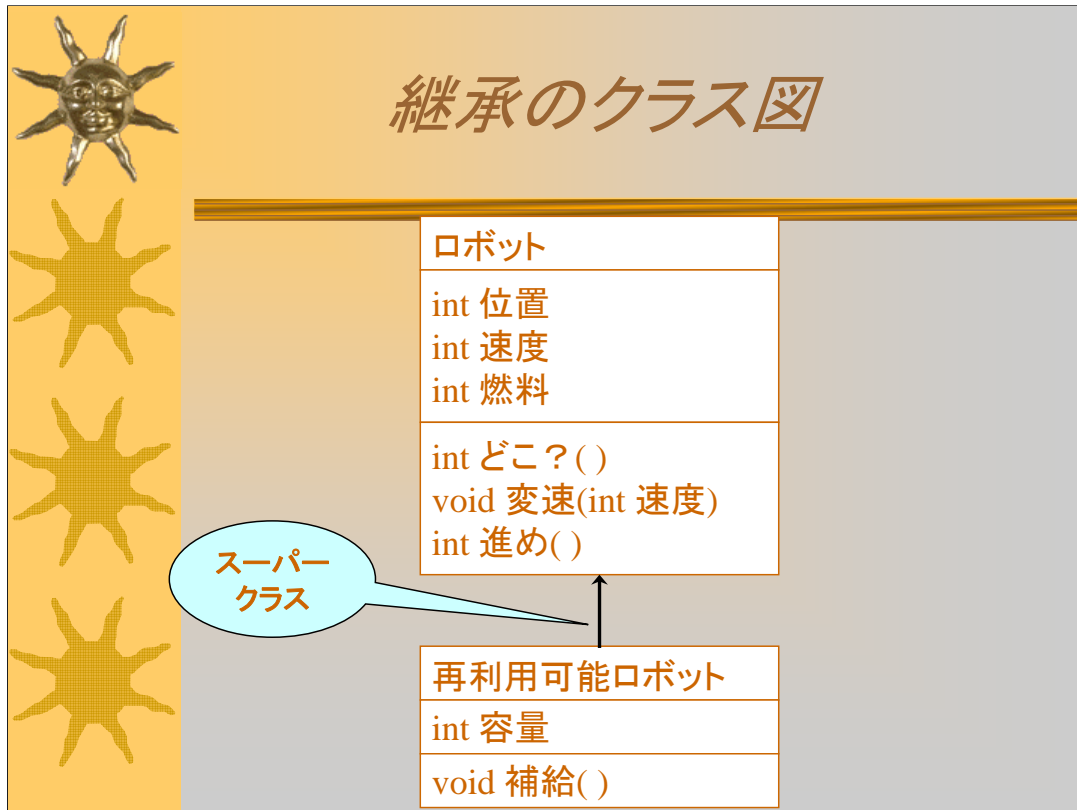 継承のクラス図
ロボット
int 位置
int 速度
int 燃料
int どこ？( )
void 変速(int 速度)
int 進め( )
スーパー
クラス
再利用可能ロボット
int 容量
void 補給( )